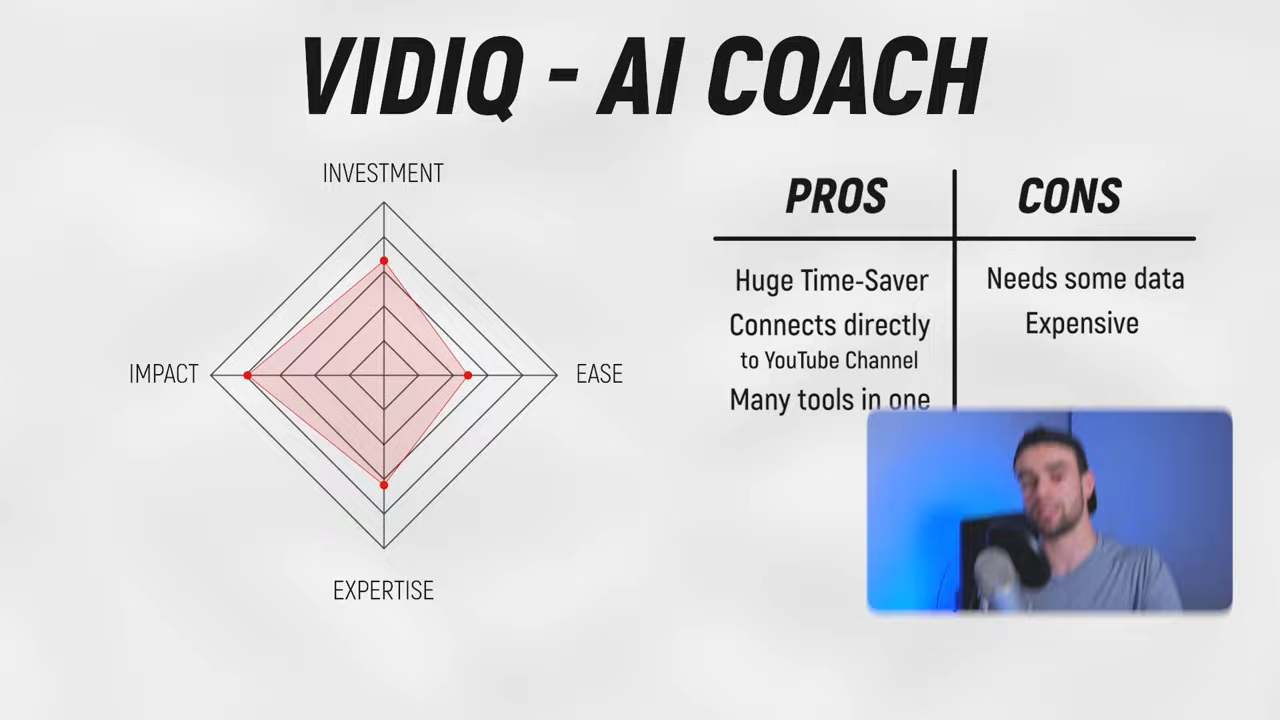 VIDIQ - AI COACH
INVESTMENT
IMPACT
EASE
EXPERTISE
PROS
CONS
Huge Time-Saver
Connects directly
to YouTube Channel
Many tools in one
Needs some data
Expensive